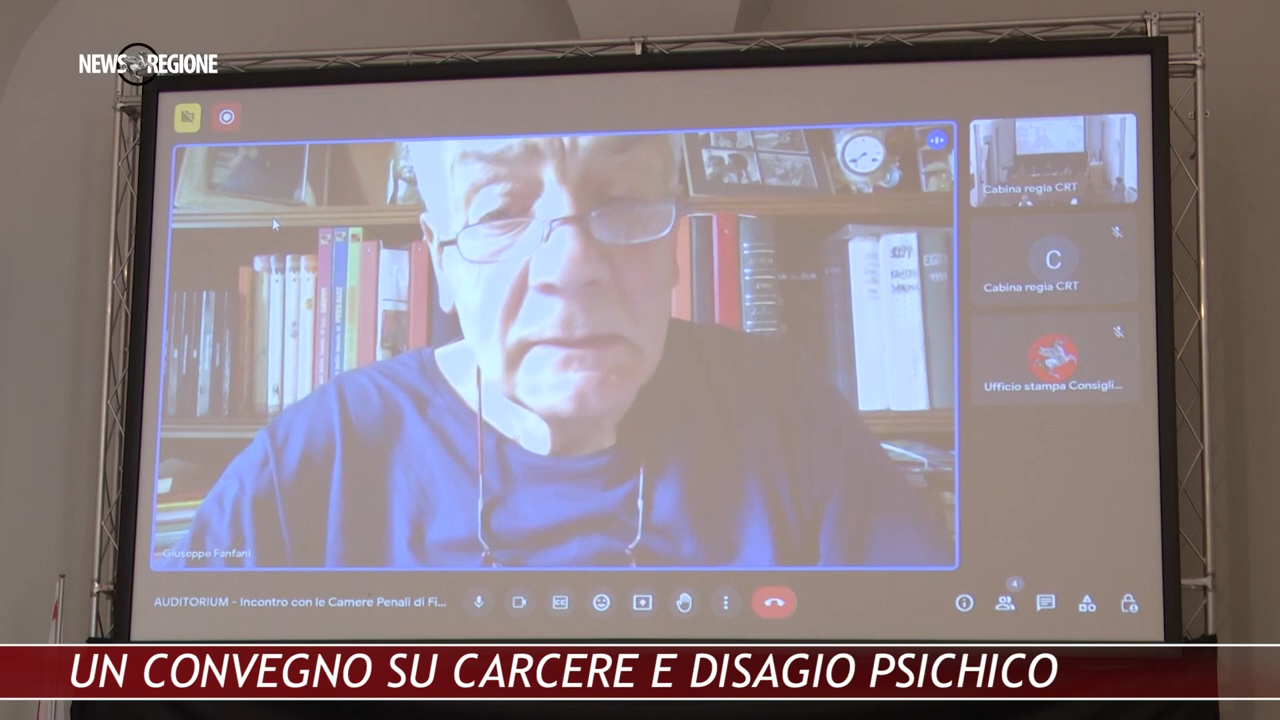 NEWS REGIONE
Cabina regia CRT
C
Cabina regia CRT
Ufficio stampa Consigli...
Giuseppe Fanfani
AUDITORIUM - Incontro con le Camere Penali di Fi...
CC
4
UN CONVEGNO SU CARCERE E DISAGIO PSICHICO